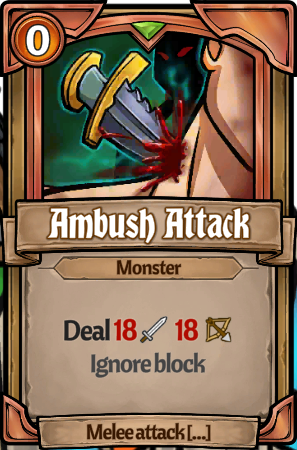 0
Ambush Attack
Monster
Deal 18 18
Ignore block
Melee attack [...]